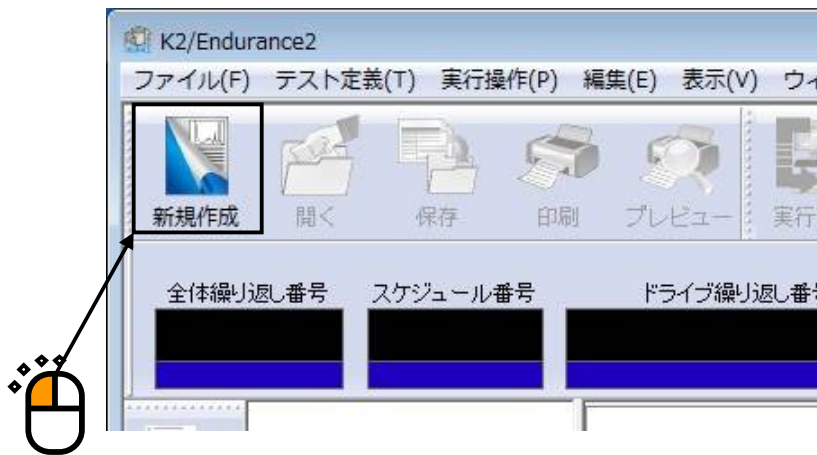 K2/Endurance2
ファイル(F) テスト定義(T) 実行操作(P) 編集(E) 表示(V) ウィ
新規作成 開く 保存 印刷 プレビュー 実行
全体繰り返し番号 スケジュール番号 ドライブ繰り返し番号